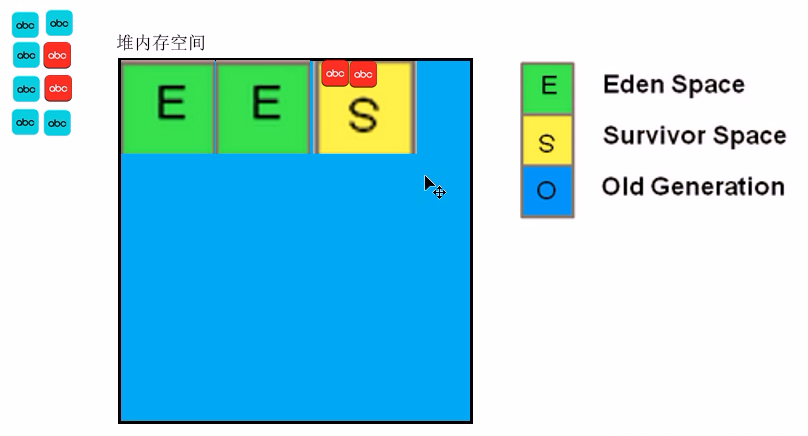 abc abc
abc abc
abc abc
abc abc
堆内存空间
abc abc
E E S
E Eden Space
S Survivor Space
O Old Generation